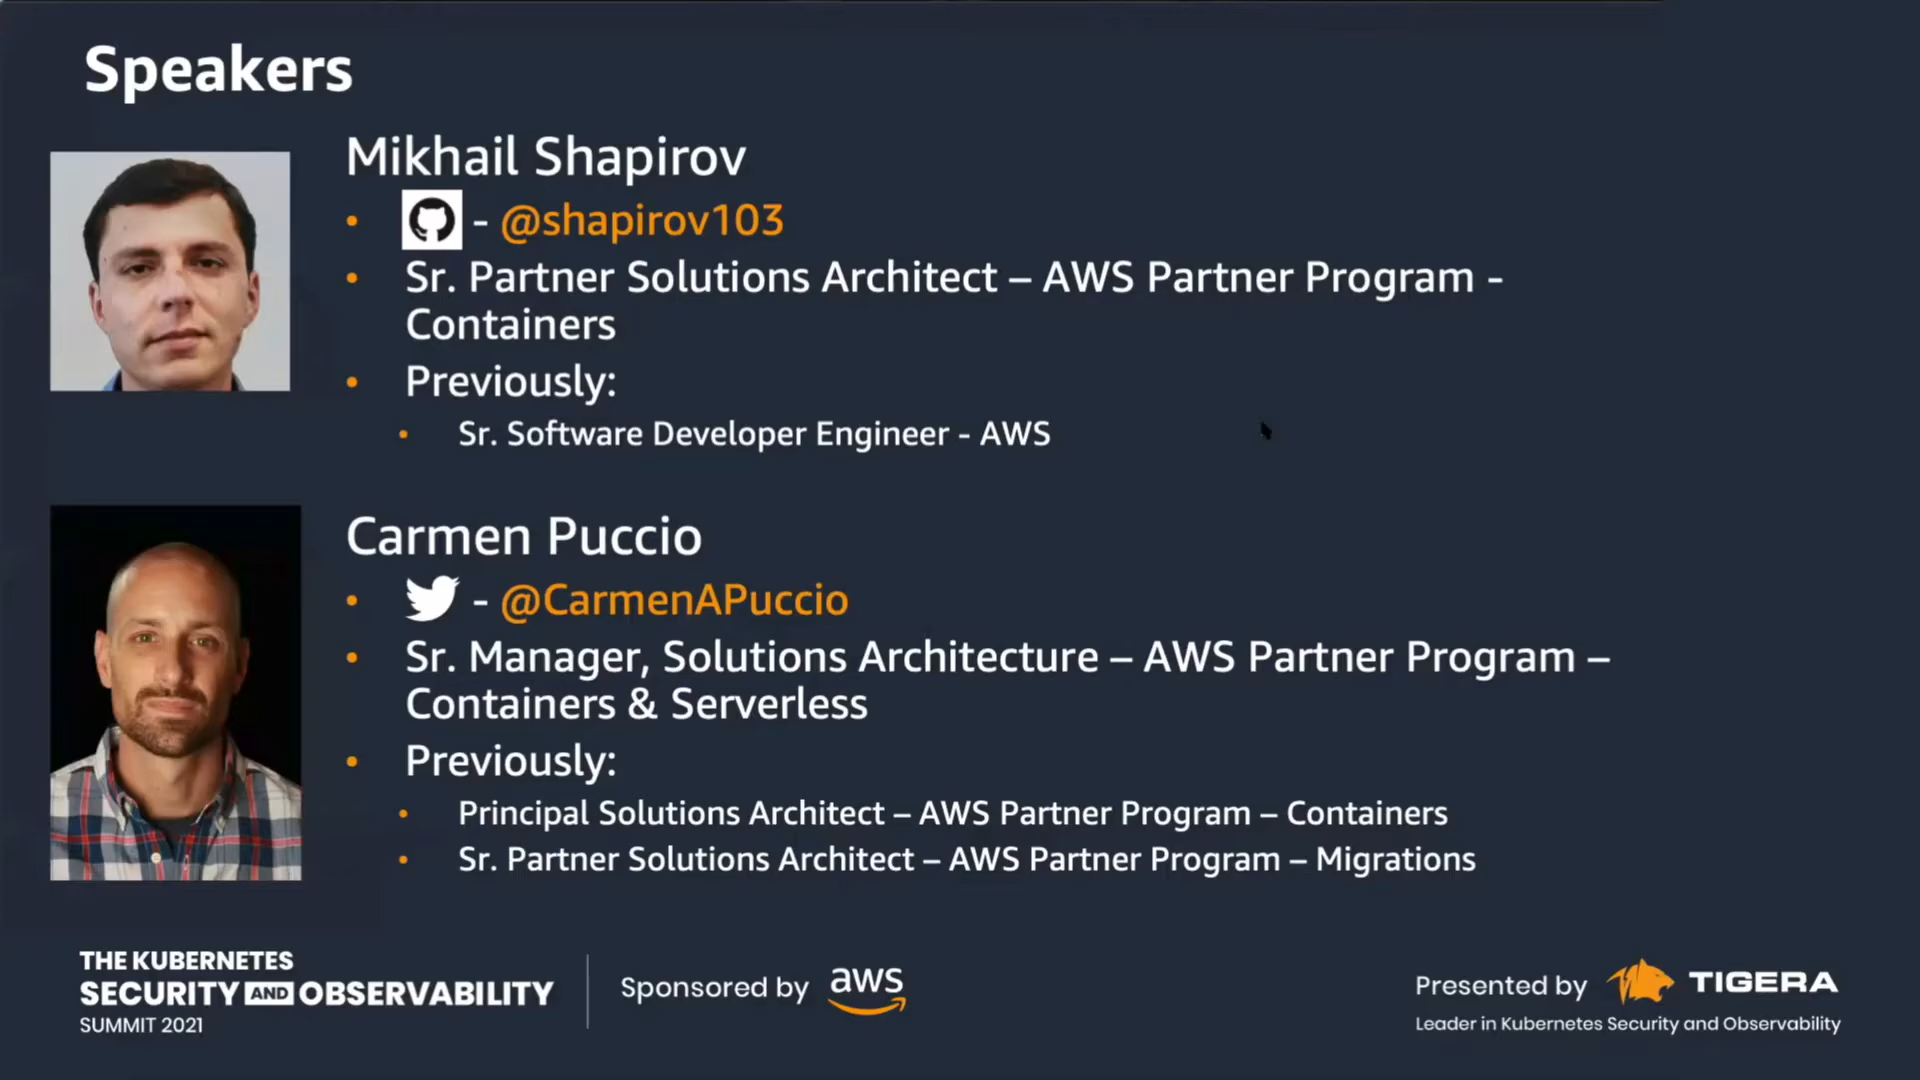 Speakers
Mikhail Shapirov
- @shapirov103
Sr. Partner Solutions Architect – AWS Partner Program -
Containers
Previously:
Sr. Software Developer Engineer - AWS
Carmen Puccio
- @CarmenAPuccio
Sr. Manager, Solutions Architecture – AWS Partner Program –
Containers & Serverless
Previously:
Principal Solutions Architect – AWS Partner Program – Containers
Sr. Partner Solutions Architect – AWS Partner Program – Migrations
THE KUBERNETES
SECURITY AND OBSERVABILITY
SUMMIT 2021
Sponsored by aws
Presented by TIGERA
Leader in Kubernetes Security and Observability